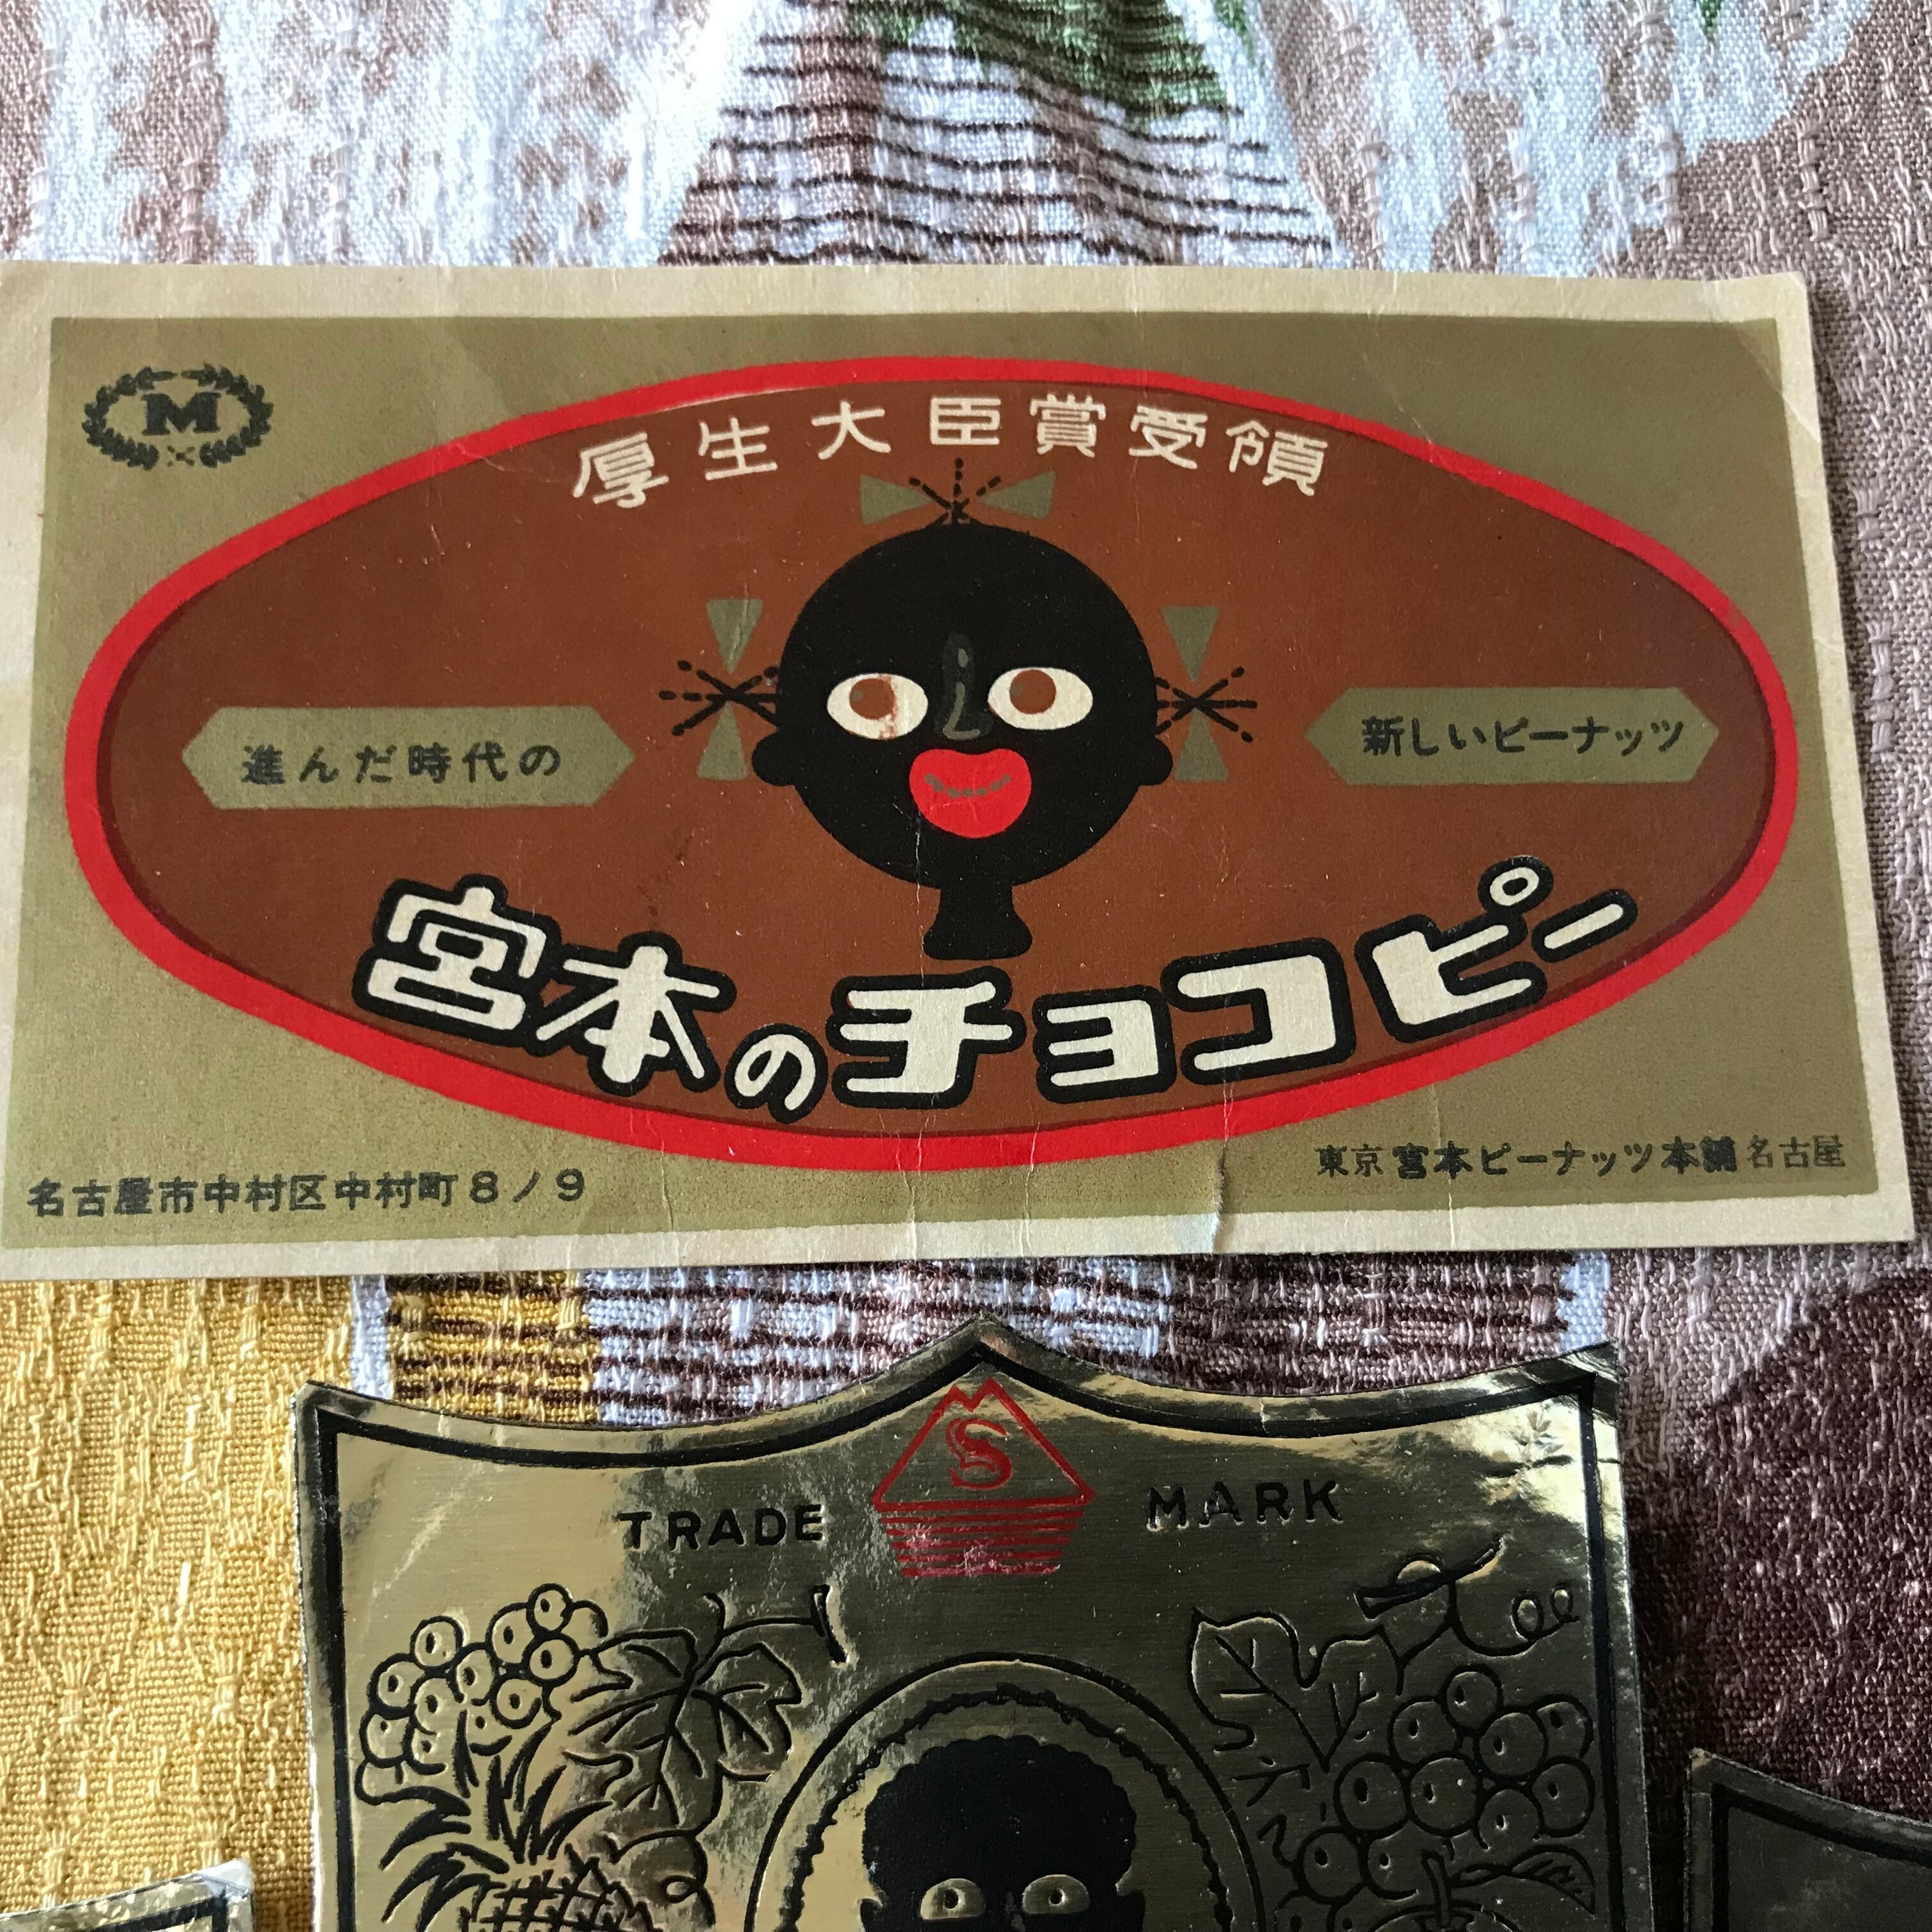 M
厚生大臣賞受領
進んだ時代の
新しいピーナッツ
宮本のチョコピー
名古屋市中村区中村町8ノ9
東京 宮本ピーナッツ本舗 名古屋
S
TRADE MARK